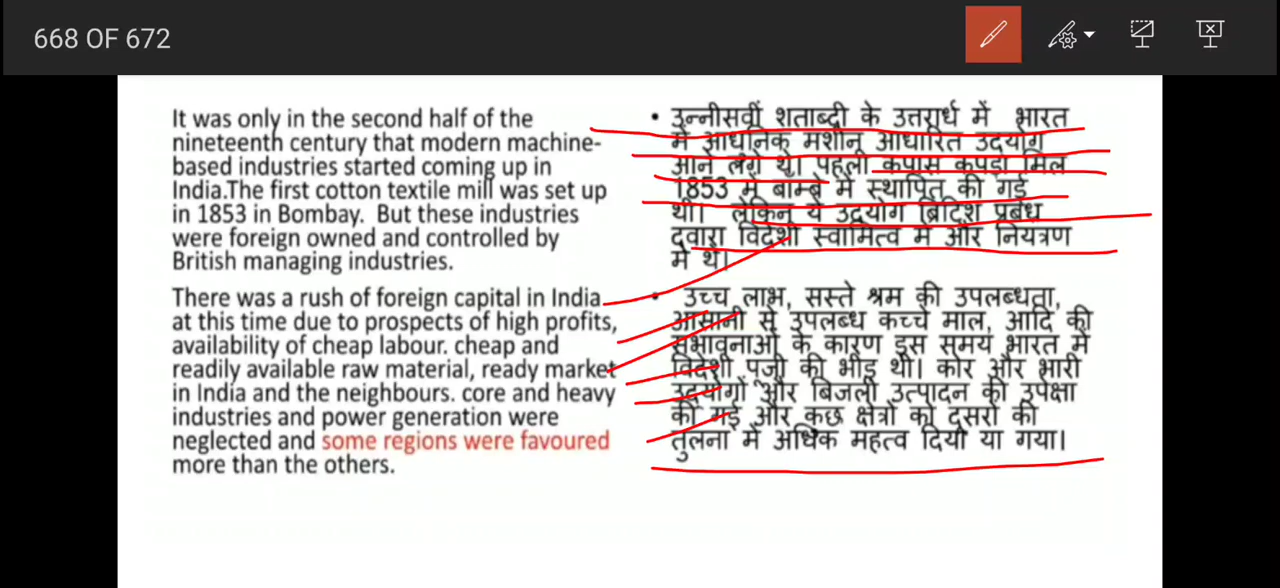 668 OF 672
It was only in the second half of the
nineteenth century that modern machine-
based industries started coming up in
India.The first cotton textile mill was set up
in 1853 in Bombay. But these industries
were foreign owned and controlled by
British managing industries.
There was a rush of foreign capital in India
at this time due to prospects of high profits,
availability of cheap labour. cheap and
readily available raw material, ready market
in India and the neighbours. core and heavy
industries and power generation were
neglected and some regions were favoured
more than the others.
• उन्नीसवीं शताब्दी के उत्तरार्ध में भारत
में आधुनिक मशीन आधारित उद्योग
आने लगे थे। पहली कपास कपड़ा मिल
1853 में बॉम्बे में स्थापित की गई
थी। लेकिन ये उद्योग ब्रिटिश प्रबंध
द्वारा विदेशी स्वामित्व में और नियंत्रण
में थे।
• उच्च लाभ, सस्ते श्रम की उपलब्धता,
आसानी से उपलब्ध कच्चे माल, आदि की
संभावनाओं के कारण इस समय भारत में
विदेशी पूंजी की भीड़ थी। कोर और भारी
उद्योगों और बिजली उत्पादन की उपेक्षा
की गई और कुछ क्षेत्रों को दूसरों की
तुलना में अधिक महत्व दियो या गया।